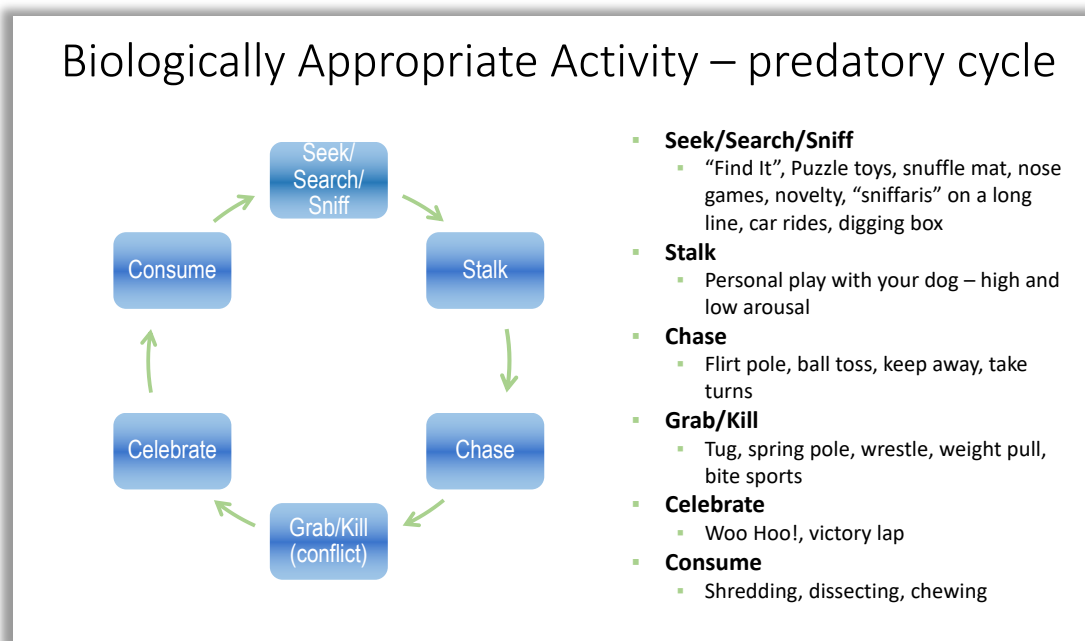 Biologically Appropriate Activity – predatory cycle
Seek/
Search/
Sniff
Stalk
Chase
Grab/Kill
(conflict)
Celebrate
Consume
▪ Seek/Search/Sniff
▪ “Find It”, Puzzle toys, snuffle mat, nose
games, novelty, “sniffaris” on a long
line, car rides, digging box
▪ Stalk
▪ Personal play with your dog – high and
low arousal
▪ Chase
▪ Flirt pole, ball toss, keep away, take
turns
▪ Grab/Kill
▪ Tug, spring pole, wrestle, weight pull,
bite sports
▪ Celebrate
▪ Woo Hoo!, victory lap
▪ Consume
▪ Shredding, dissecting, chewing